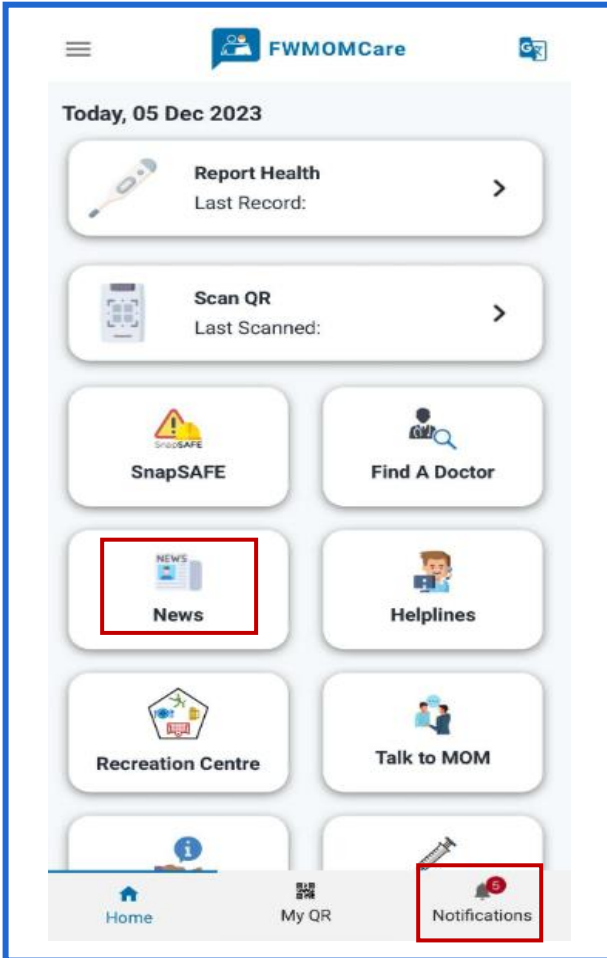 FWMOMCare
Today, 05 Dec 2023
Report Health
Last Record:
Scan QR
Last Scanned:
SnapSAFE
SnapSAFE
Find A Doctor
NEWS
News
Helplines
Recreation Centre
Talk to MOM
5
Home
My QR
Notifications